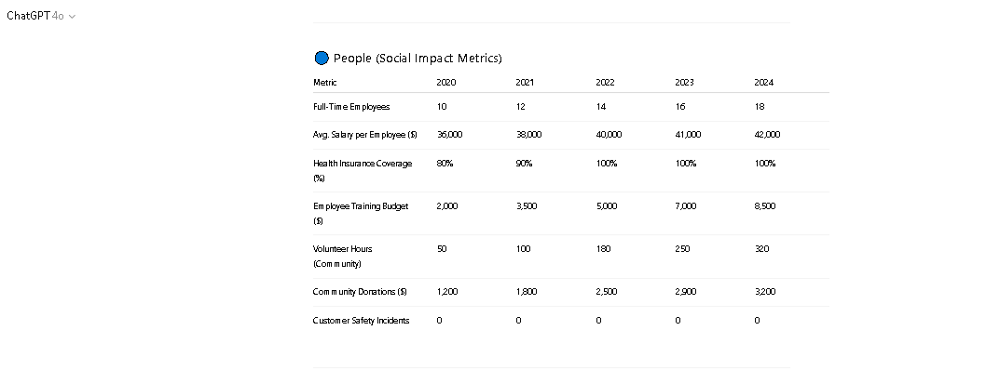 ChatGPT 4o
People (Social Impact Metrics)
Metric 2020 2021 2022 2023 2024
Full-Time Employees 10 12 14 16 18
Avg. Salary per Employee ($) 36,000 38,000 40,000 41,000 42,000
Health Insurance Coverage 80% 90% 100% 100% 100%
(%)
Employee Training Budget 2,000 3,500 5,000 7,000 8,500
($)
Volunteer Hours 50 100 180 250 320
(Community)
Community Donations ($) 1,200 1,800 2,500 2,900 3,200
Customer Safety Incidents 0 0 0 0 0